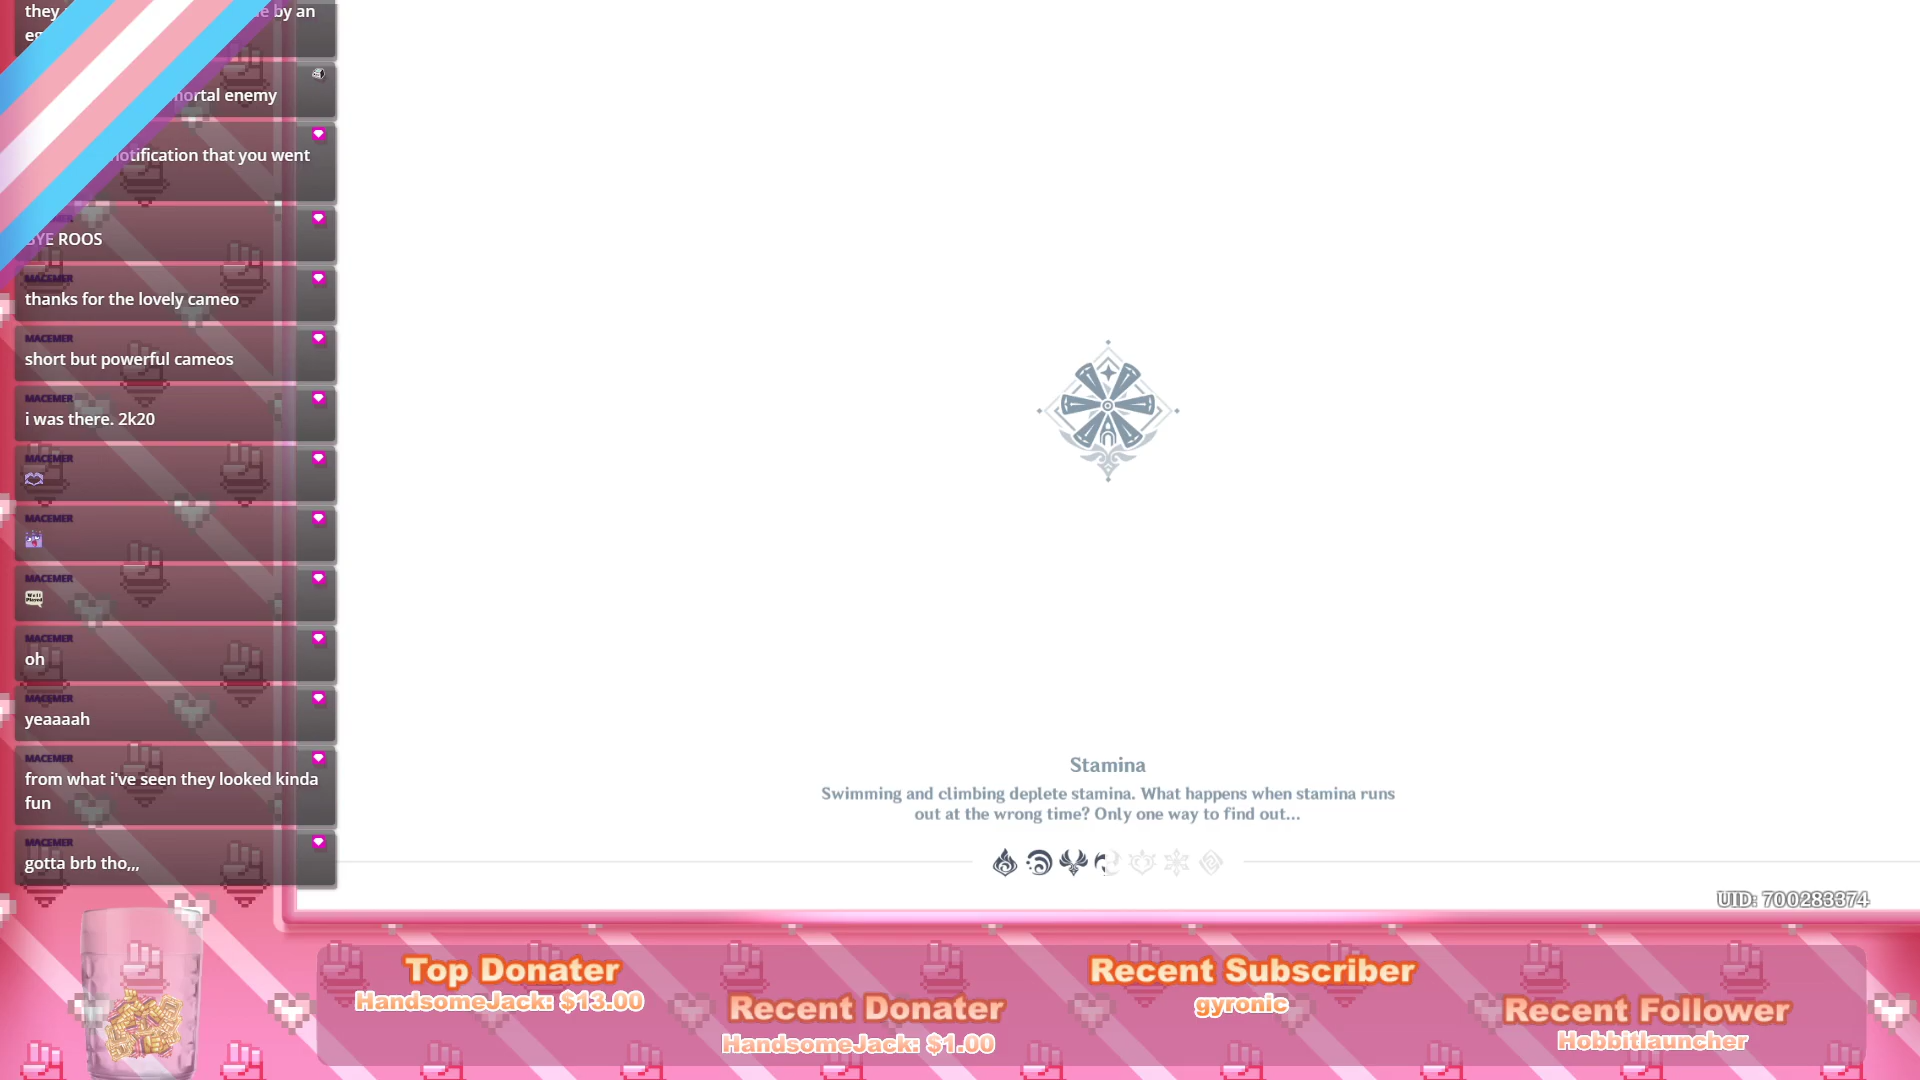 they
e by an
eg
mortal enemy
notification that you went
BYE ROOS
MACEMER
thanks for the lovely cameo
MACEMER
short but powerful cameos
MACEMER
i was there. 2k20
MACEMER
MACEMER
MACEMER
Well Played
MACEMER
oh
MACEMER
yeaaaah
MACEMER
from what i've seen they looked kinda
fun
MACEMER
gotta brb tho,,,
Stamina
Swimming and climbing deplete stamina. What happens when stamina runs
out at the wrong time? Only one way to find out...
UID: 700283374
Top Donater
HandsomeJack: $13.00
Recent Donater
HandsomeJack: $1.00
Recent Subscriber
gyronic
Recent Follower
Hobbitlauncher